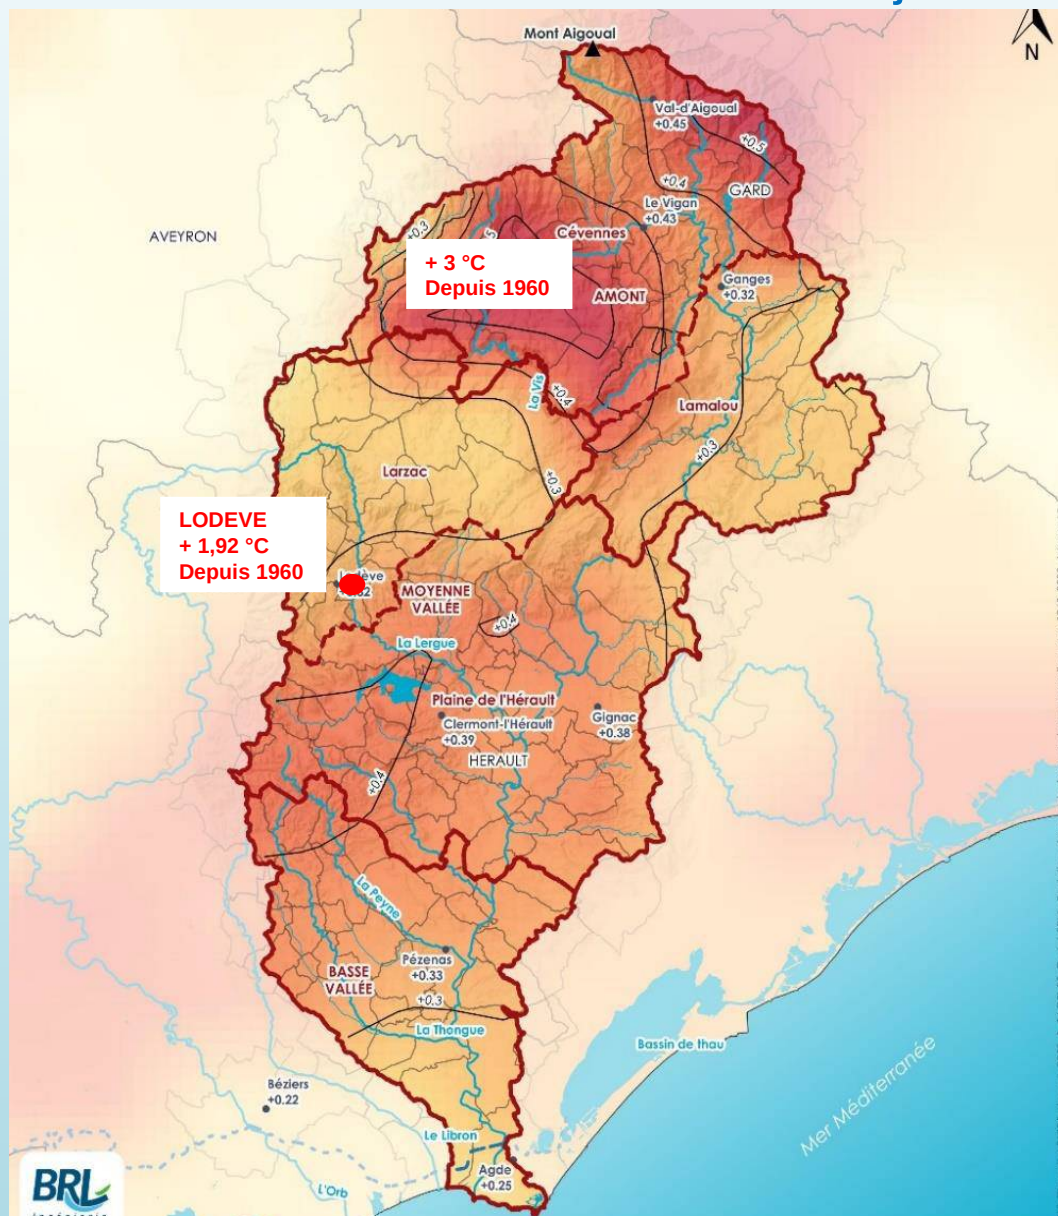 Mont Aigoual
N
Val-d'Aigoual
+0.45
+0.5
+0.4
GARD
Le Vigan
+0.43
+0.3
AVEYRON
Cévennes
+ 3 °C
Depuis 1960
Ganges
+0.32
AMONT
La Vis
+0.4
Lamalou
+0.3
Larzac
+0.3
LODEVE
+ 1,92 °C
Depuis 1960
MOYENNE
VALLÉE
+0.4
La Lergue
Plaine de l'Hérault
Clermont-l'Hérault
+0.39
Gignac
+0.38
HERAULT
+0.4
La Peyne
Pézenas
+0.33
BASSE
VALLÉE
+0.3
La Thongue
Bassin de thau
Mer Méditerranée
Béziers
+0.22
Le Libron
Agde
+0.25
L'Orb
BRL